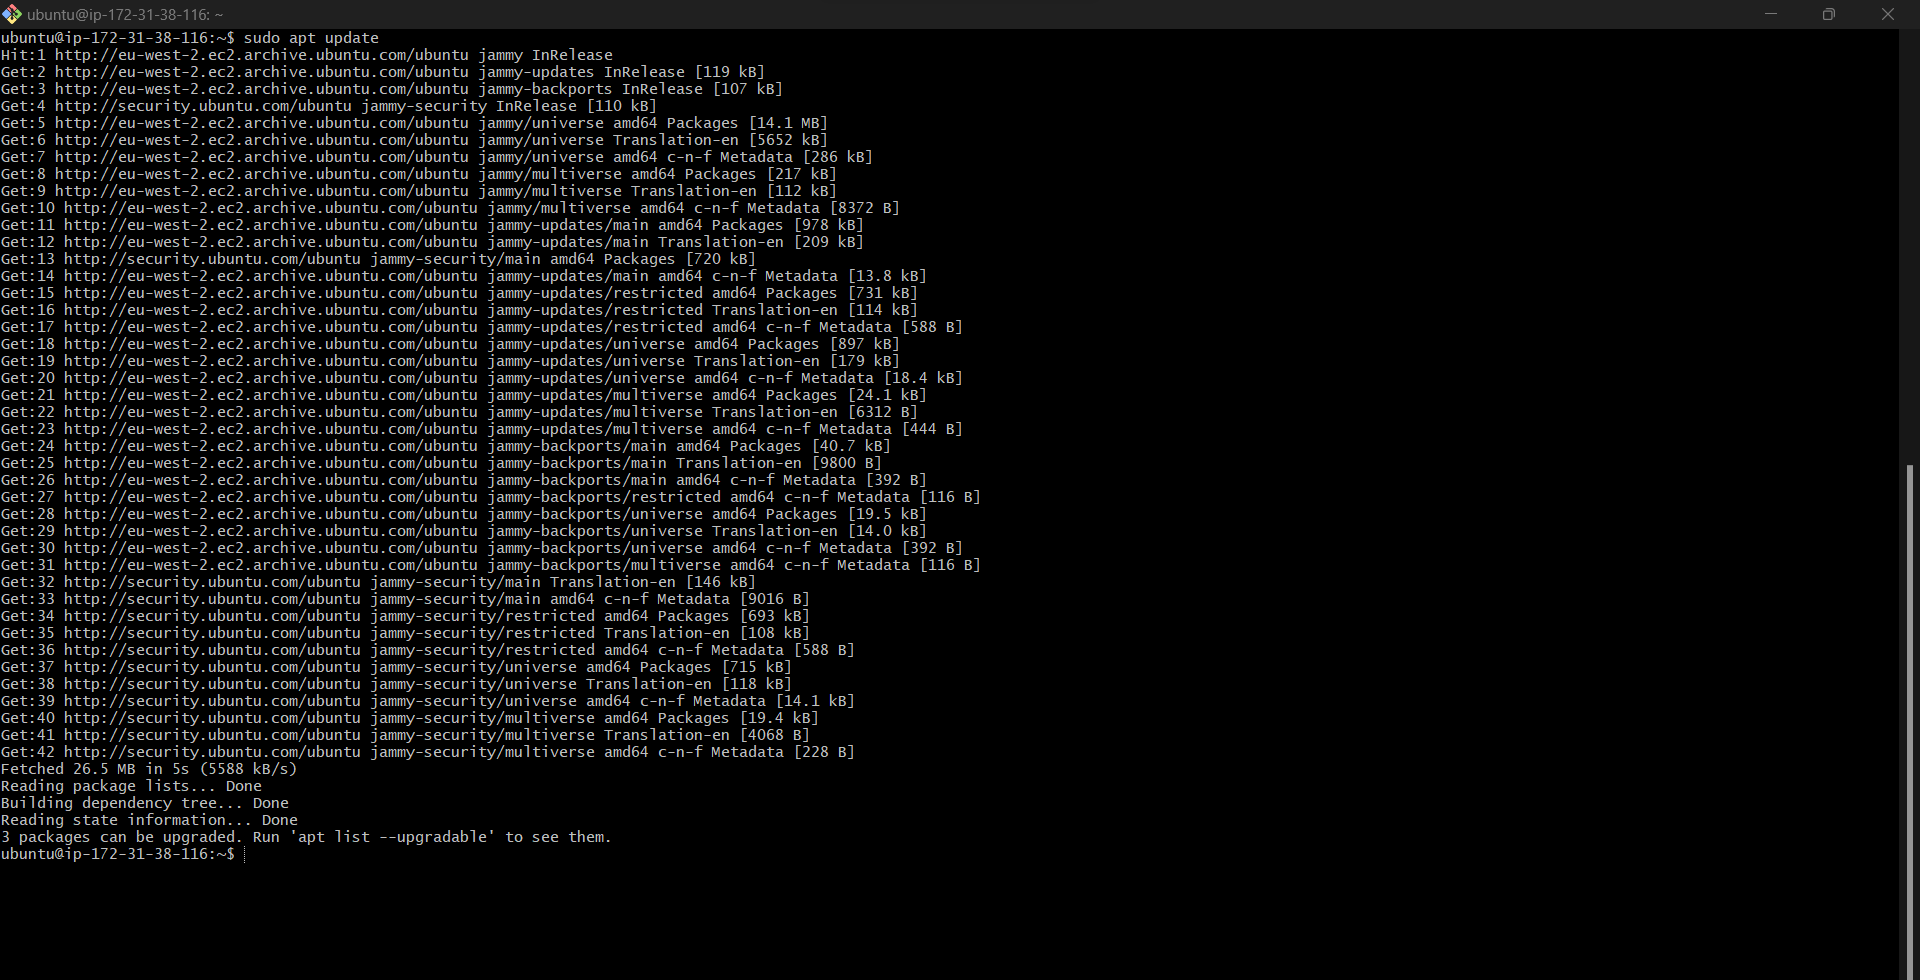 ubuntu@ip-172-31-38-116: ~
ubuntu@ip-172-31-38-116:~$ sudo apt update
Hit:1 http://eu-west-2.ec2.archive.ubuntu.com/ubuntu jammy InRelease
Get:2 http://eu-west-2.ec2.archive.ubuntu.com/ubuntu jammy-updates InRelease [119 kB]
Get:3 http://eu-west-2.ec2.archive.ubuntu.com/ubuntu jammy-backports InRelease [107 kB]
Get:4 http://security.ubuntu.com/ubuntu jammy-security InRelease [110 kB]
Get:5 http://eu-west-2.ec2.archive.ubuntu.com/ubuntu jammy/universe amd64 Packages [14.1 MB]
Get:6 http://eu-west-2.ec2.archive.ubuntu.com/ubuntu jammy/universe Translation-en [5652 kB]
Get:7 http://eu-west-2.ec2.archive.ubuntu.com/ubuntu jammy/universe amd64 c-n-f Metadata [286 kB]
Get:8 http://eu-west-2.ec2.archive.ubuntu.com/ubuntu jammy/multiverse amd64 Packages [217 kB]
Get:9 http://eu-west-2.ec2.archive.ubuntu.com/ubuntu jammy/multiverse Translation-en [112 kB]
Get:10 http://eu-west-2.ec2.archive.ubuntu.com/ubuntu jammy/multiverse amd64 c-n-f Metadata [8372 B]
Get:11 http://eu-west-2.ec2.archive.ubuntu.com/ubuntu jammy-updates/main amd64 Packages [978 kB]
Get:12 http://eu-west-2.ec2.archive.ubuntu.com/ubuntu jammy-updates/main Translation-en [209 kB]
Get:13 http://security.ubuntu.com/ubuntu jammy-security/main amd64 Packages [720 kB]
Get:14 http://eu-west-2.ec2.archive.ubuntu.com/ubuntu jammy-updates/main amd64 c-n-f Metadata [13.8 kB]
Get:15 http://eu-west-2.ec2.archive.ubuntu.com/ubuntu jammy-updates/restricted amd64 Packages [731 kB]
Get:16 http://eu-west-2.ec2.archive.ubuntu.com/ubuntu jammy-updates/restricted Translation-en [114 kB]
Get:17 http://eu-west-2.ec2.archive.ubuntu.com/ubuntu jammy-updates/restricted amd64 c-n-f Metadata [588 B]
Get:18 http://eu-west-2.ec2.archive.ubuntu.com/ubuntu jammy-updates/universe amd64 Packages [897 kB]
Get:19 http://eu-west-2.ec2.archive.ubuntu.com/ubuntu jammy-updates/universe Translation-en [179 kB]
Get:20 http://eu-west-2.ec2.archive.ubuntu.com/ubuntu jammy-updates/universe amd64 c-n-f Metadata [18.4 kB]
Get:21 http://eu-west-2.ec2.archive.ubuntu.com/ubuntu jammy-updates/multiverse amd64 Packages [24.1 kB]
Get:22 http://eu-west-2.ec2.archive.ubuntu.com/ubuntu jammy-updates/multiverse Translation-en [6312 B]
Get:23 http://eu-west-2.ec2.archive.ubuntu.com/ubuntu jammy-updates/multiverse amd64 c-n-f Metadata [444 B]
Get:24 http://eu-west-2.ec2.archive.ubuntu.com/ubuntu jammy-backports/main amd64 Packages [40.7 kB]
Get:25 http://eu-west-2.ec2.archive.ubuntu.com/ubuntu jammy-backports/main Translation-en [9800 B]
Get:26 http://eu-west-2.ec2.archive.ubuntu.com/ubuntu jammy-backports/main amd64 c-n-f Metadata [392 B]
Get:27 http://eu-west-2.ec2.archive.ubuntu.com/ubuntu jammy-backports/restricted amd64 c-n-f Metadata [116 B]
Get:28 http://eu-west-2.ec2.archive.ubuntu.com/ubuntu jammy-backports/universe amd64 Packages [19.5 kB]
Get:29 http://eu-west-2.ec2.archive.ubuntu.com/ubuntu jammy-backports/universe Translation-en [14.0 kB]
Get:30 http://eu-west-2.ec2.archive.ubuntu.com/ubuntu jammy-backports/universe amd64 c-n-f Metadata [392 B]
Get:31 http://eu-west-2.ec2.archive.ubuntu.com/ubuntu jammy-backports/multiverse amd64 c-n-f Metadata [116 B]
Get:32 http://security.ubuntu.com/ubuntu jammy-security/main Translation-en [146 kB]
Get:33 http://security.ubuntu.com/ubuntu jammy-security/main amd64 c-n-f Metadata [9016 B]
Get:34 http://security.ubuntu.com/ubuntu jammy-security/restricted amd64 Packages [693 kB]
Get:35 http://security.ubuntu.com/ubuntu jammy-security/restricted Translation-en [108 kB]
Get:36 http://security.ubuntu.com/ubuntu jammy-security/restricted amd64 c-n-f Metadata [588 B]
Get:37 http://security.ubuntu.com/ubuntu jammy-security/universe amd64 Packages [715 kB]
Get:38 http://security.ubuntu.com/ubuntu jammy-security/universe Translation-en [118 kB]
Get:39 http://security.ubuntu.com/ubuntu jammy-security/universe amd64 c-n-f Metadata [14.1 kB]
Get:40 http://security.ubuntu.com/ubuntu jammy-security/multiverse amd64 Packages [19.4 kB]
Get:41 http://security.ubuntu.com/ubuntu jammy-security/multiverse Translation-en [4068 B]
Get:42 http://security.ubuntu.com/ubuntu jammy-security/multiverse amd64 c-n-f Metadata [228 B]
Fetched 26.5 MB in 5s (5588 kB/s)
Reading package lists... Done
Building dependency tree... Done
Reading state information... Done
3 packages can be upgraded. Run 'apt list --upgradable' to see them.
ubuntu@ip-172-31-38-116:~$